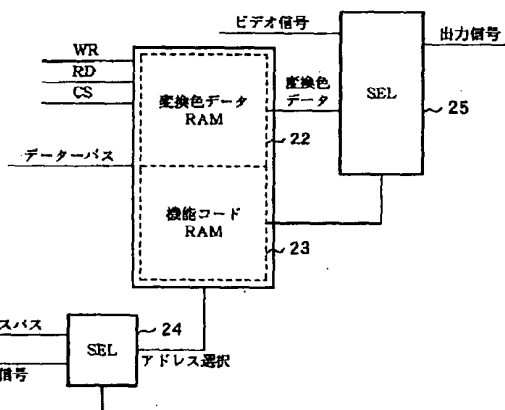 ビデオ信号
出力信号
WR
RD
CS
変換色データ
RAM
変換色
データ
SEL
25
22
データーバス
機能コード
RAM
23
スバス
24
SEL
信号
アドレス選択